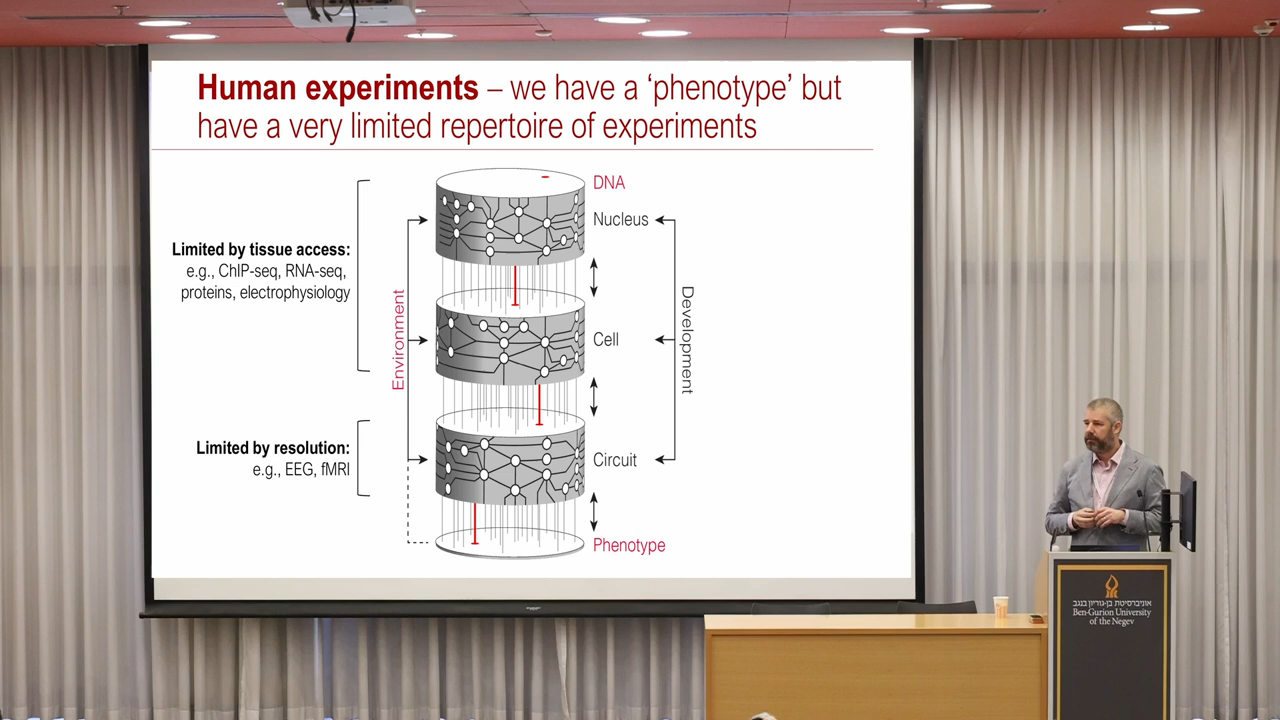 Human experiments – we have a ‘phenotype’ but
have a very limited repertoire of experiments
DNA
Nucleus
Limited by tissue access:
e.g., ChIP-seq, RNA-seq,
proteins, electrophysiology
Environment
Development
Cell
Limited by resolution:
e.g., EEG, fMRI
Circuit
Phenotype
אוניברסיטת בן-גוריון בנגב
Ben-Gurion University
of the Negev